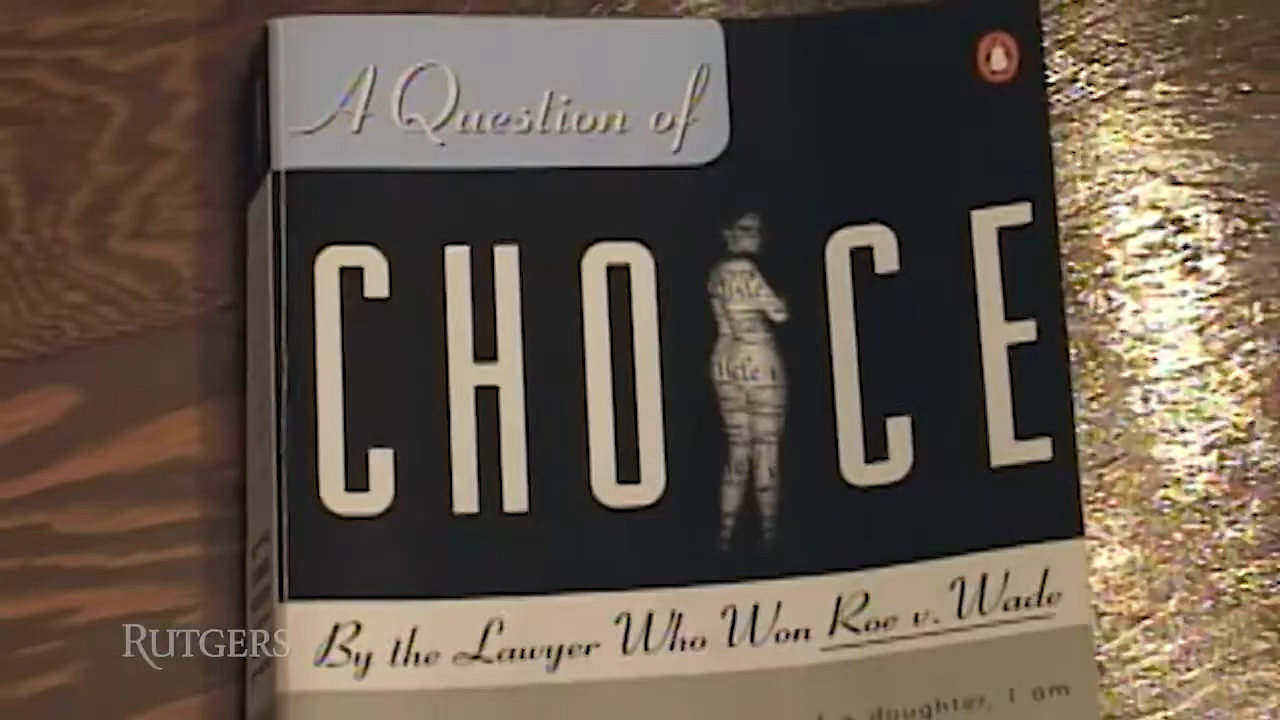 A Question of
CHOICE
By the Lawyer Who Won Roe v. Wade
daughter, I am
RUTGERS